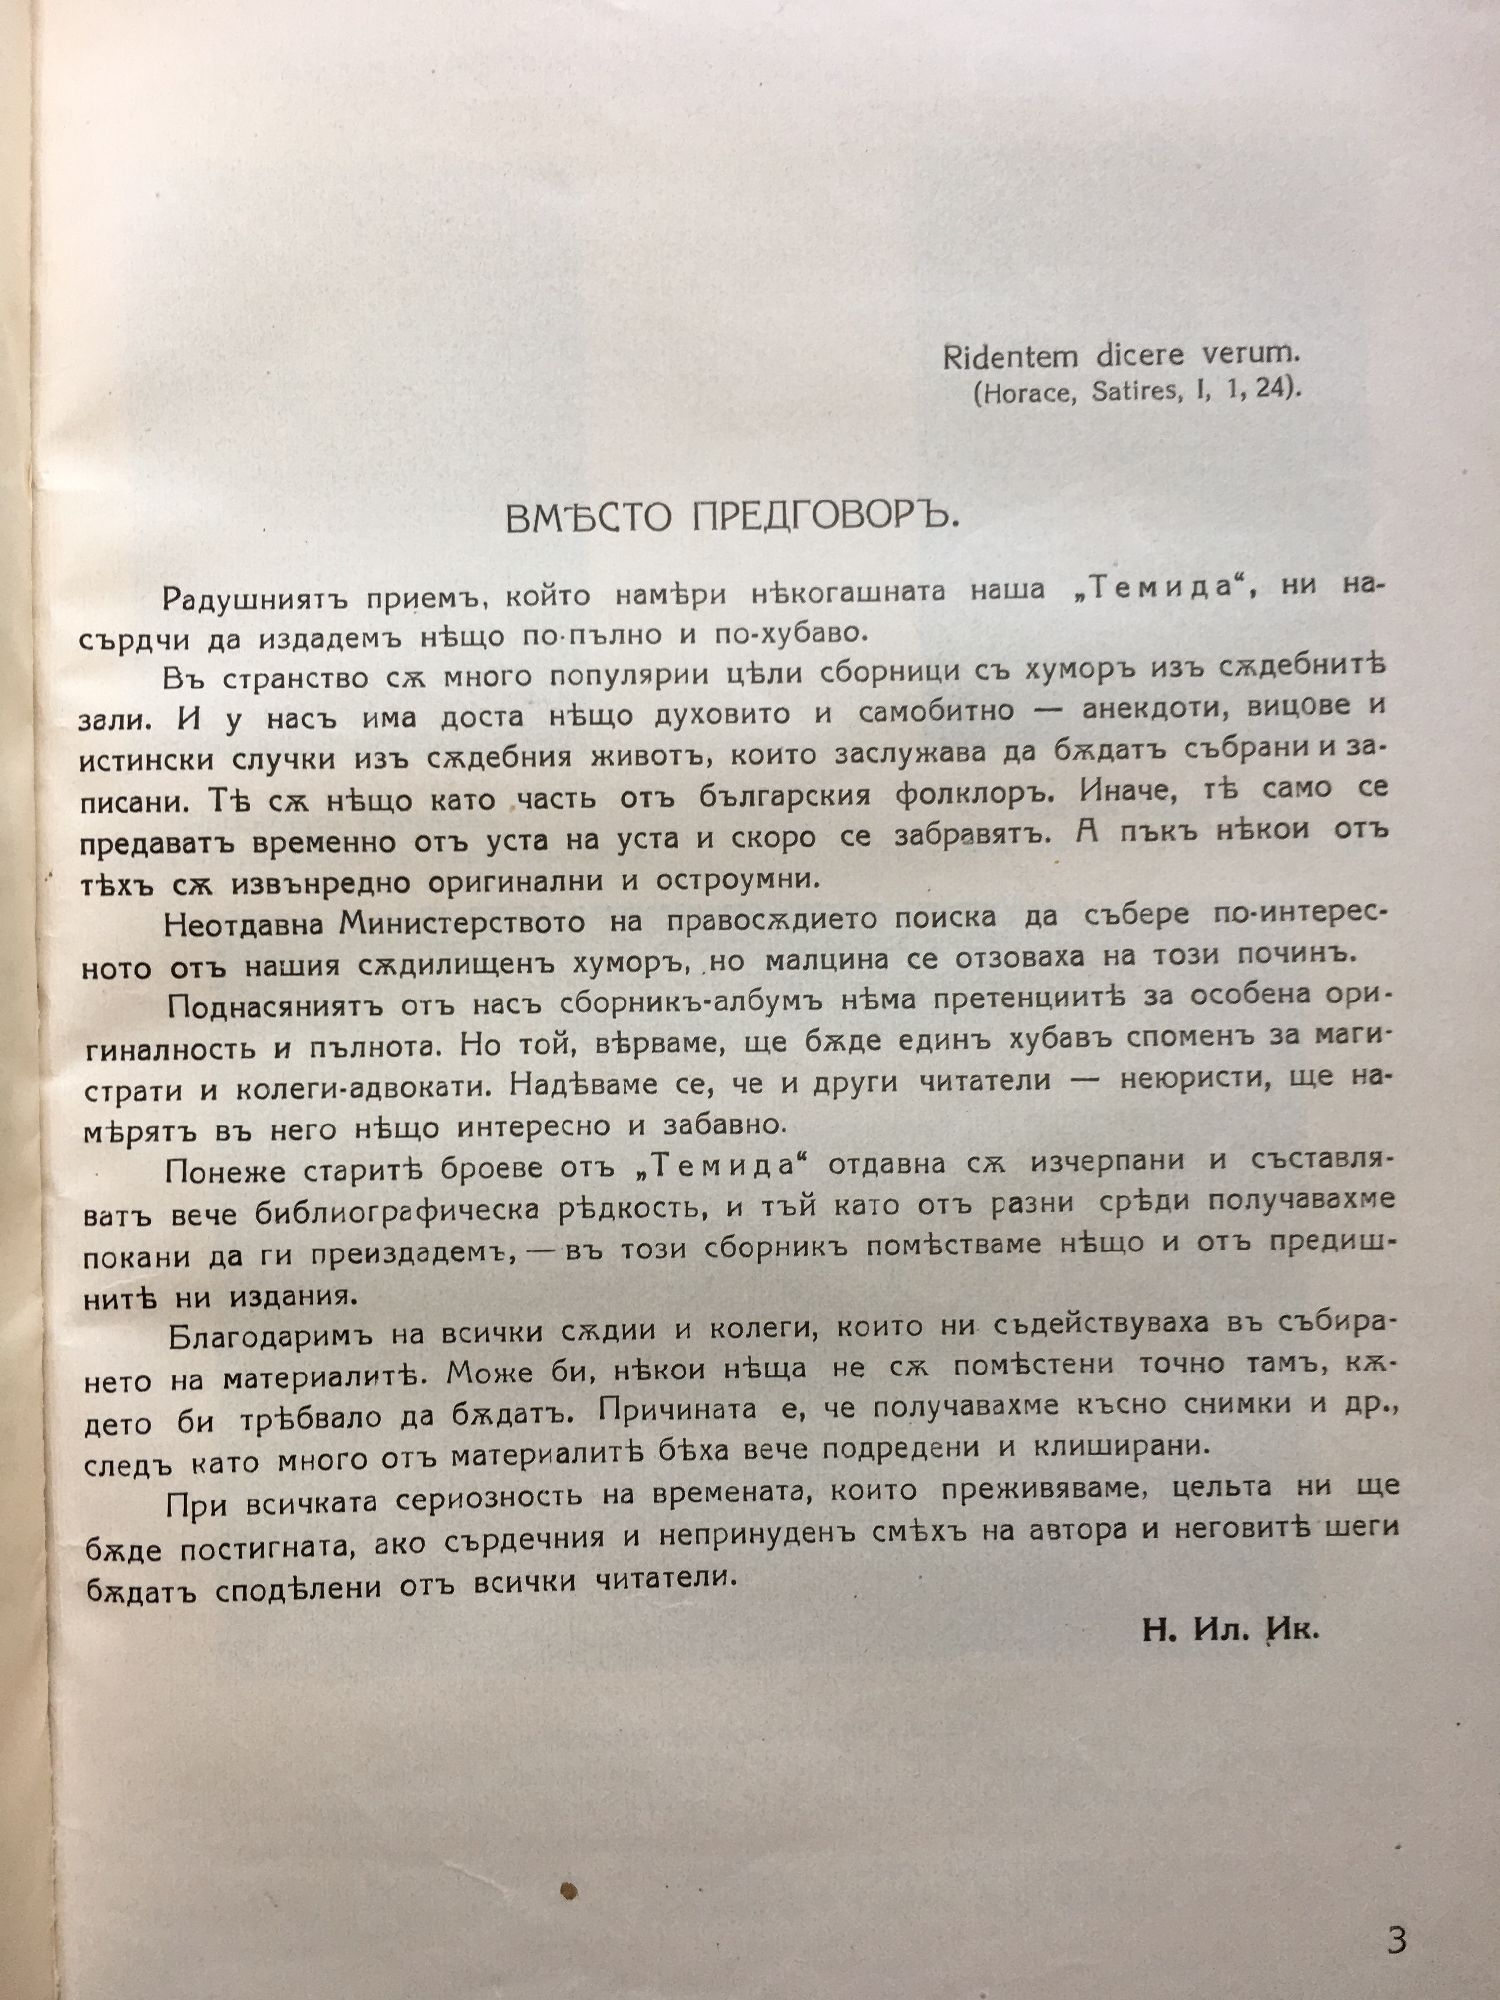 Ridentem dicere verum.
(Horace, Satires, I, 1, 24).
ВМѢСТО ПРЕДГОВОРЪ.
Радушниятъ приемъ, който намѣри нѣкогашната наша „Темида“, ни на-
сърдчи да издадемъ нѣщо по-пълно и по-хубаво.
Въ странство сѫ много популярии цѣли сборници съ хуморъ изъ сѫдебнитѣ
зали. И у насъ има доста нѣщо духовито и самобитно — анекдоти, вицове и
истински случки изъ сѫдебния животъ, които заслужава да бѫдатъ събрани и за-
писани. Тѣ сѫ нѣщо като часть отъ българския фолклоръ. Иначе, тѣ само се
предаватъ временно отъ уста на уста и скоро се забравятъ. А пъкъ нѣкои отъ
тѣхъ сѫ извънредно оригинални и остроумни.
Неотдавна Министерството на правосѫдието поиска да събере по-интерес-
ното отъ нашия сѫдилищенъ хуморъ, но малцина се отзоваха на този починъ.
Поднасяниятъ отъ насъ сборникъ-албумъ нѣма претенциитѣ за особена ори-
гиналность и пълнота. Но той, вѣрваме, ще бѫде единъ хубавъ споменъ за маги-
страти и колеги-адвокати. Надѣваме се, че и други читатели — неюристи, ще на-
мѣрятъ въ него нѣщо интересно и забавно.
Понеже старитѣ броеве отъ „Темида“ отдавна сѫ изчерпани и съставля-
ватъ вече библиографическа рѣдкость, и тъй като отъ разни срѣди получавахме
покани да ги преиздадемъ, — въ този сборникъ помѣстваме нѣщо и отъ предиш-
нитѣ ни издания.
Благодаримъ на всички сѫдии и колеги, които ни съдействуваха въ събира-
нето на материалитѣ. Може би, нѣкои нѣща не сѫ помѣстени точно тамъ, кѫ-
дето би трѣбвало да бѫдатъ. Причината е, че получавахме късно снимки и др.,
следъ като много отъ материалитѣ бѣха вече подредени и клиширани.
При всичката сериозность на времената, които преживяваме, цельта ни ще
бѫде постигната, ако сърдечния и непринуденъ смѣхъ на автора и неговитѣ шеги
бѫдатъ сподѣлени отъ всички читатели.
Н. Ил. Ик.
3